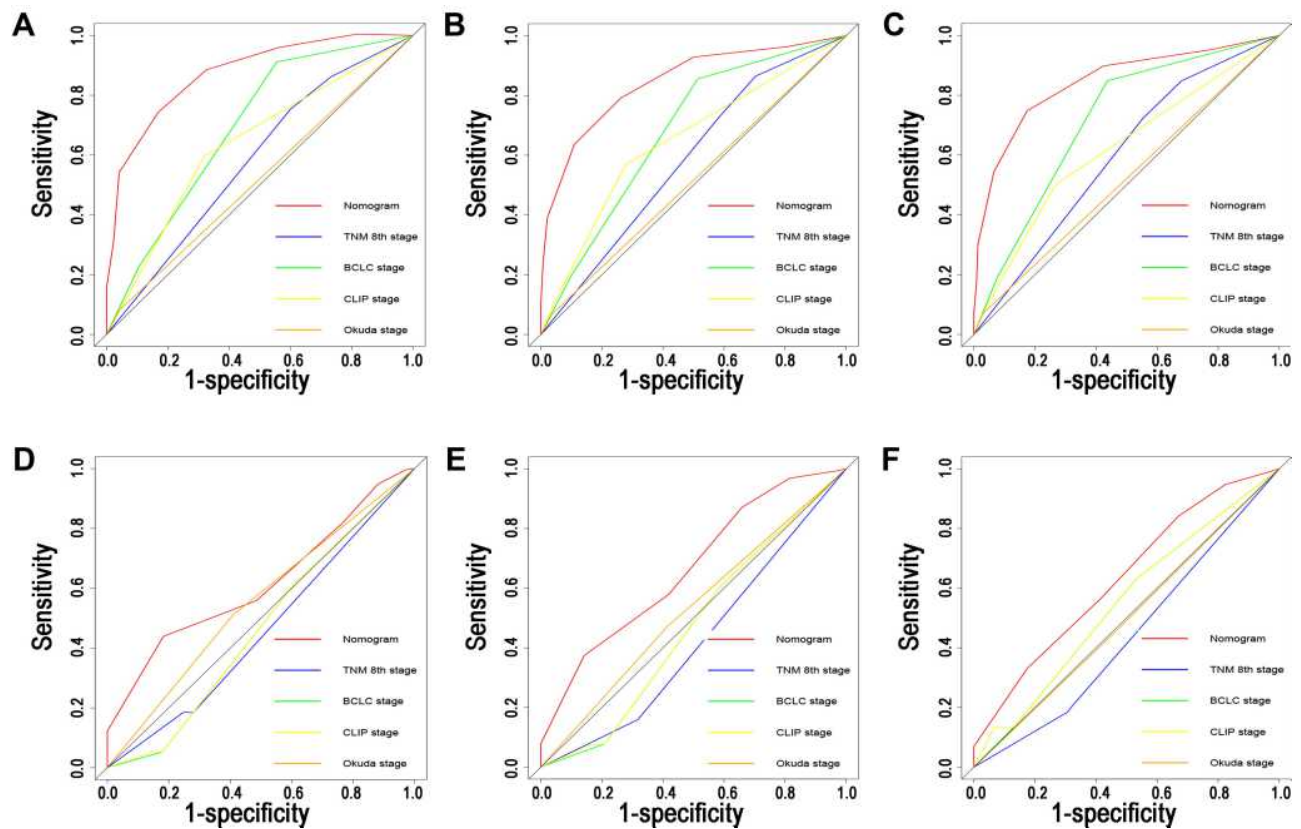 A
Sensitivity
0.0 0.2 0.4 0.6 0.8 1.0
Nomogram
TNM 8th stage
BCLC stage
CLIP stage
Okuda stage
0.0 0.2 0.4 0.6 0.8 1.0
1-specificity
B
Sensitivity
0.0 0.2 0.4 0.6 0.8 1.0
Nomogram
TNM 8th stage
BCLC stage
CLIP stage
Okuda stage
0.0 0.2 0.4 0.6 0.8 1.0
1-specificity
C
Sensitivity
0.0 0.2 0.4 0.6 0.8 1.0
Nomogram
TNM 8th stage
BCLC stage
CLIP stage
Okuda stage
0.0 0.2 0.4 0.6 0.8 1.0
1-specificity
D
Sensitivity
0.0 0.2 0.4 0.6 0.8 1.0
Nomogram
TNM 8th stage
BCLC stage
CLIP stage
Okuda stage
0.0 0.2 0.4 0.6 0.8 1.0
1-specificity
E
Sensitivity
0.0 0.2 0.4 0.6 0.8 1.0
Nomogram
TNM 8th stage
BCLC stage
CLIP stage
Okuda stage
0.0 0.2 0.4 0.6 0.8 1.0
1-specificity
F
Sensitivity
0.0 0.2 0.4 0.6 0.8 1.0
Nomogram
TNM 8th stage
BCLC stage
CLIP stage
Okuda stage
0.0 0.2 0.4 0.6 0.8 1.0
1-specificity